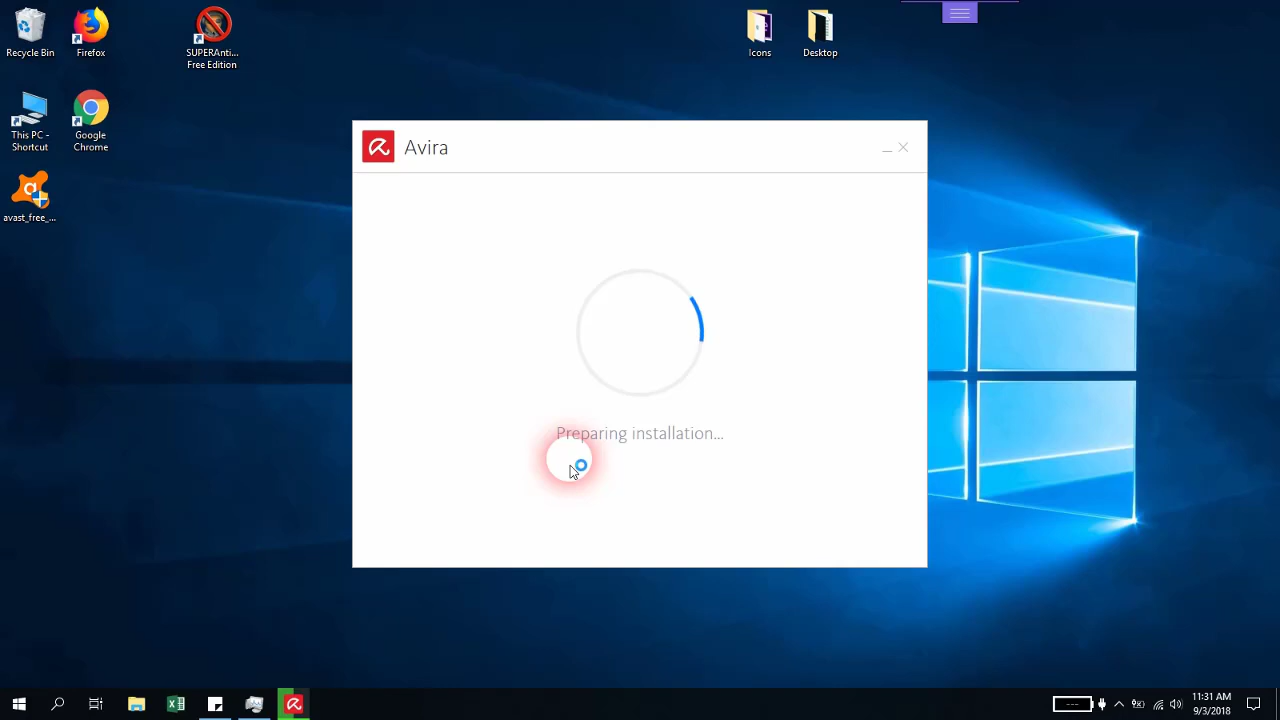 Recycle Bin
Firefox
SUPERAnti...
Free Edition
Icons
Desktop
This PC -
Shortcut
Google
Chrome
avast_free_...
Avira
Preparing installation...
11:31 AM
9/3/2018